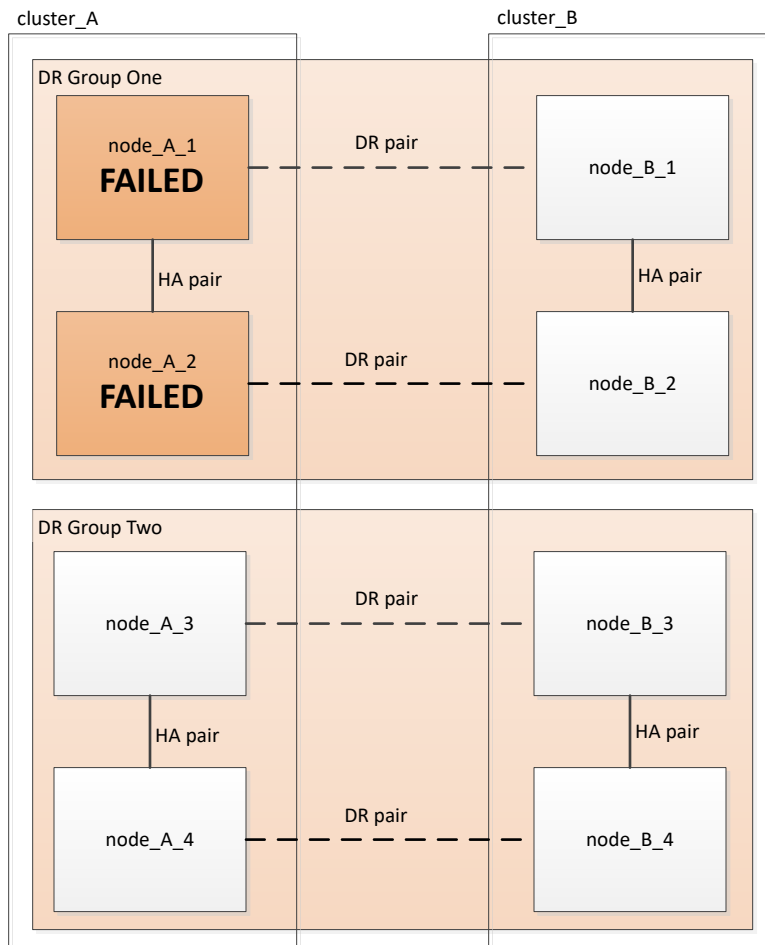 cluster_A
cluster_B
DR Group One
node_A_1
FAILED
DR pair
node_B_1
HA pair
HA pair
node_A_2
FAILED
DR pair
node_B_2
DR Group Two
node_A_3
DR pair
node_B_3
HA pair
HA pair
node_A_4
DR pair
node_B_4